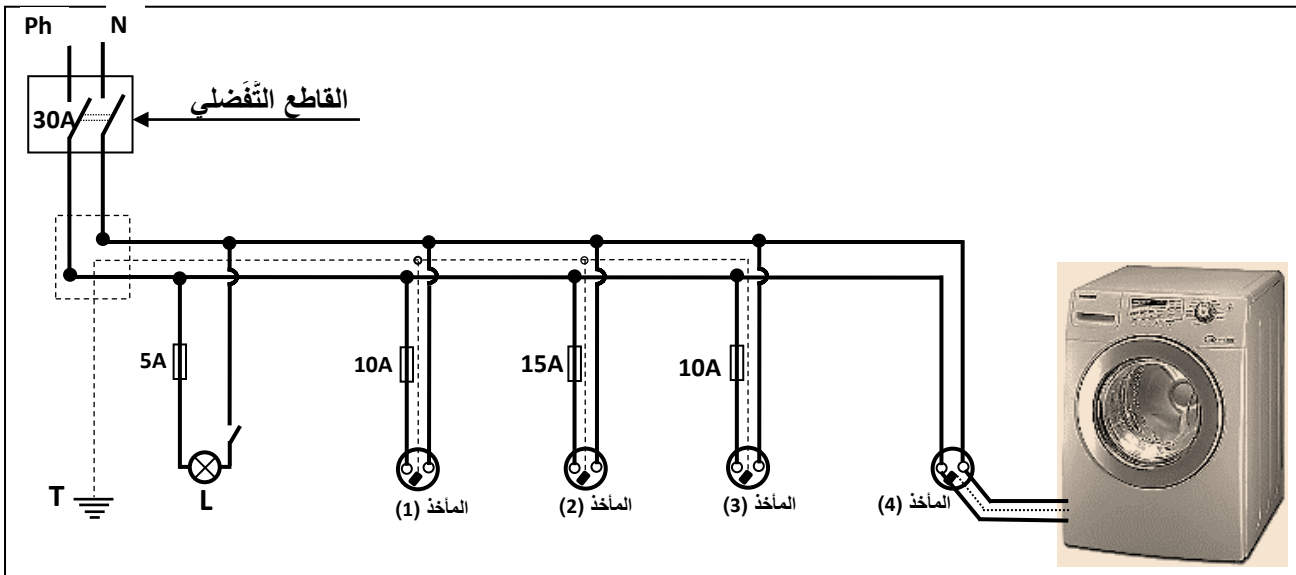 Ph N
القاطع التَّفَضلي
30A
5A
10A
15A
10A
T
L
المأخذ (1)
المأخذ (2)
المأخذ (3)
المأخذ (4)